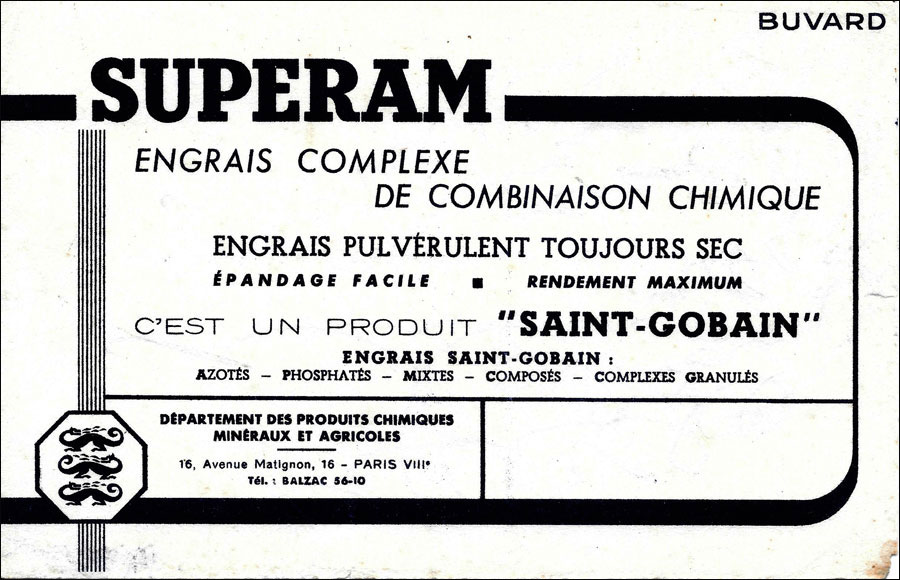 BUVARD
SUPERAM
ENGRAIS COMPLEXE
DE COMBINAISON CHIMIQUE
ENGRAIS PULVÉRULENT TOUJOURS SEC
ÉPANDAGE FACILE ■ RENDEMENT MAXIMUM
C'EST UN PRODUIT "SAINT-GOBAIN"
ENGRAIS SAINT-GOBAIN :
AZOTÉS – PHOSPHATÉS – MIXTES – COMPOSÉS – COMPLEXES GRANULÉS
DÉPARTEMENT DES PRODUITS CHIMIQUES
MINÉRAUX ET AGRICOLES
16, Avenue Matignon, 16 – PARIS VIIIᵉ
Tél. : BALZAC 56-10